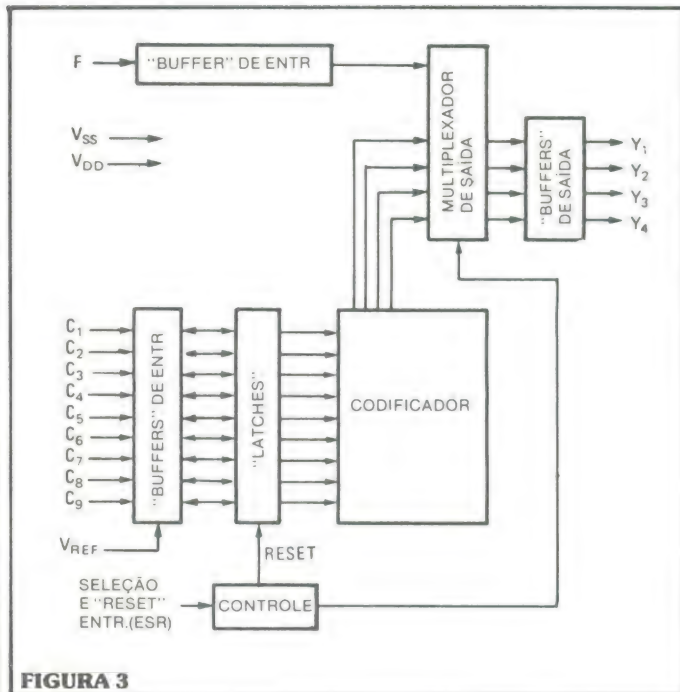 F
"BUFFER" DE ENTR
MULTIPLEXADOR
DE SAÍDA
"BUFFERS"
DE SAÍDA
Y1
Y2
Y3
Y4
VSS
VDD
C1
C2
C3
C4
C5
C6
C7
C8
C9
"BUFFERS" DE ENTR
"LATCHES"
CODIFICADOR
VREF
RESET
SELEÇÃO
E "RESET"
ENTR.(ESR)
CONTROLE
FIGURA 3